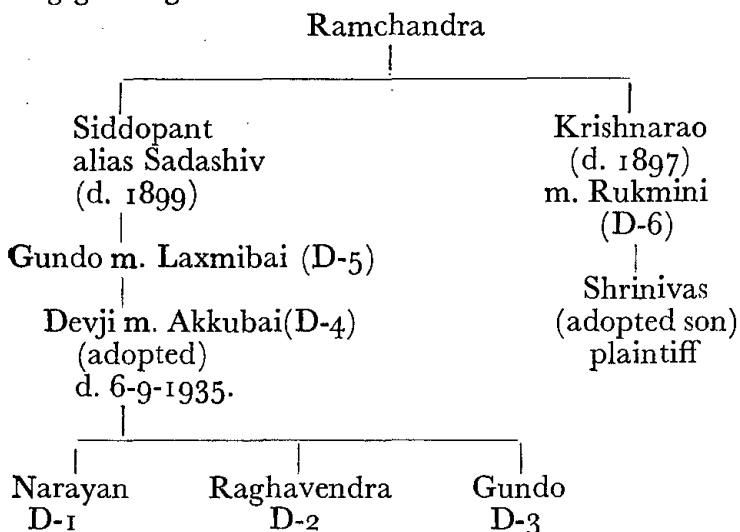 Ramchandra
Siddopant
alias Sadashiv
(d. 1899)
Krishnarao
(d. 1897)
m. Rukmini
(D-6)
Gundo m. Laxmibai (D-5)
Shrinivas
(adopted son)
plaintiff
Devji m. Akkubai(D-4)
(adopted)
d. 6-9-1935.
Narayan
D-1
Raghavendra
D-2
Gundo
D-3